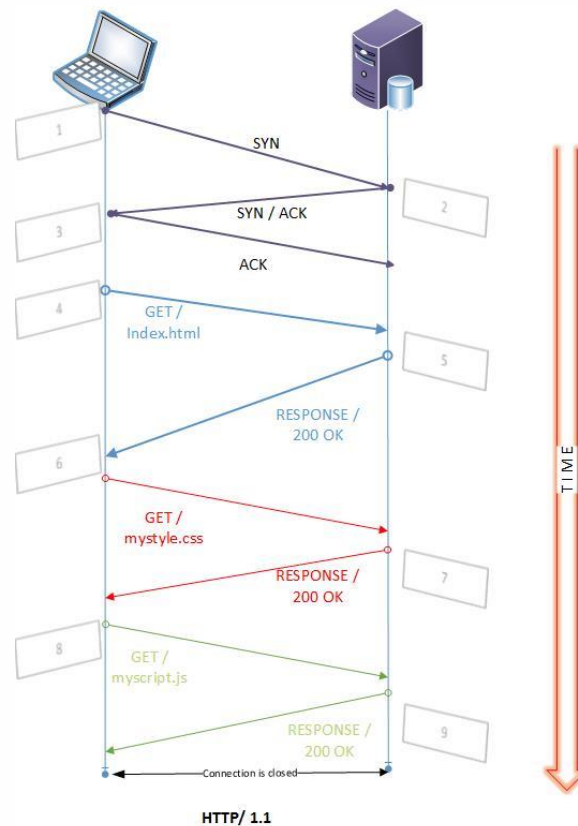 1
SYN
2
SYN / ACK
3
ACK
4
GET /
Index.html
5
RESPONSE /
200 OK
6
GET /
mystyle.css
RESPONSE /
200 OK
7
8
GET /
myscript.js
RESPONSE /
200 OK
9
Connection is closed
TIME
HTTP/ 1.1